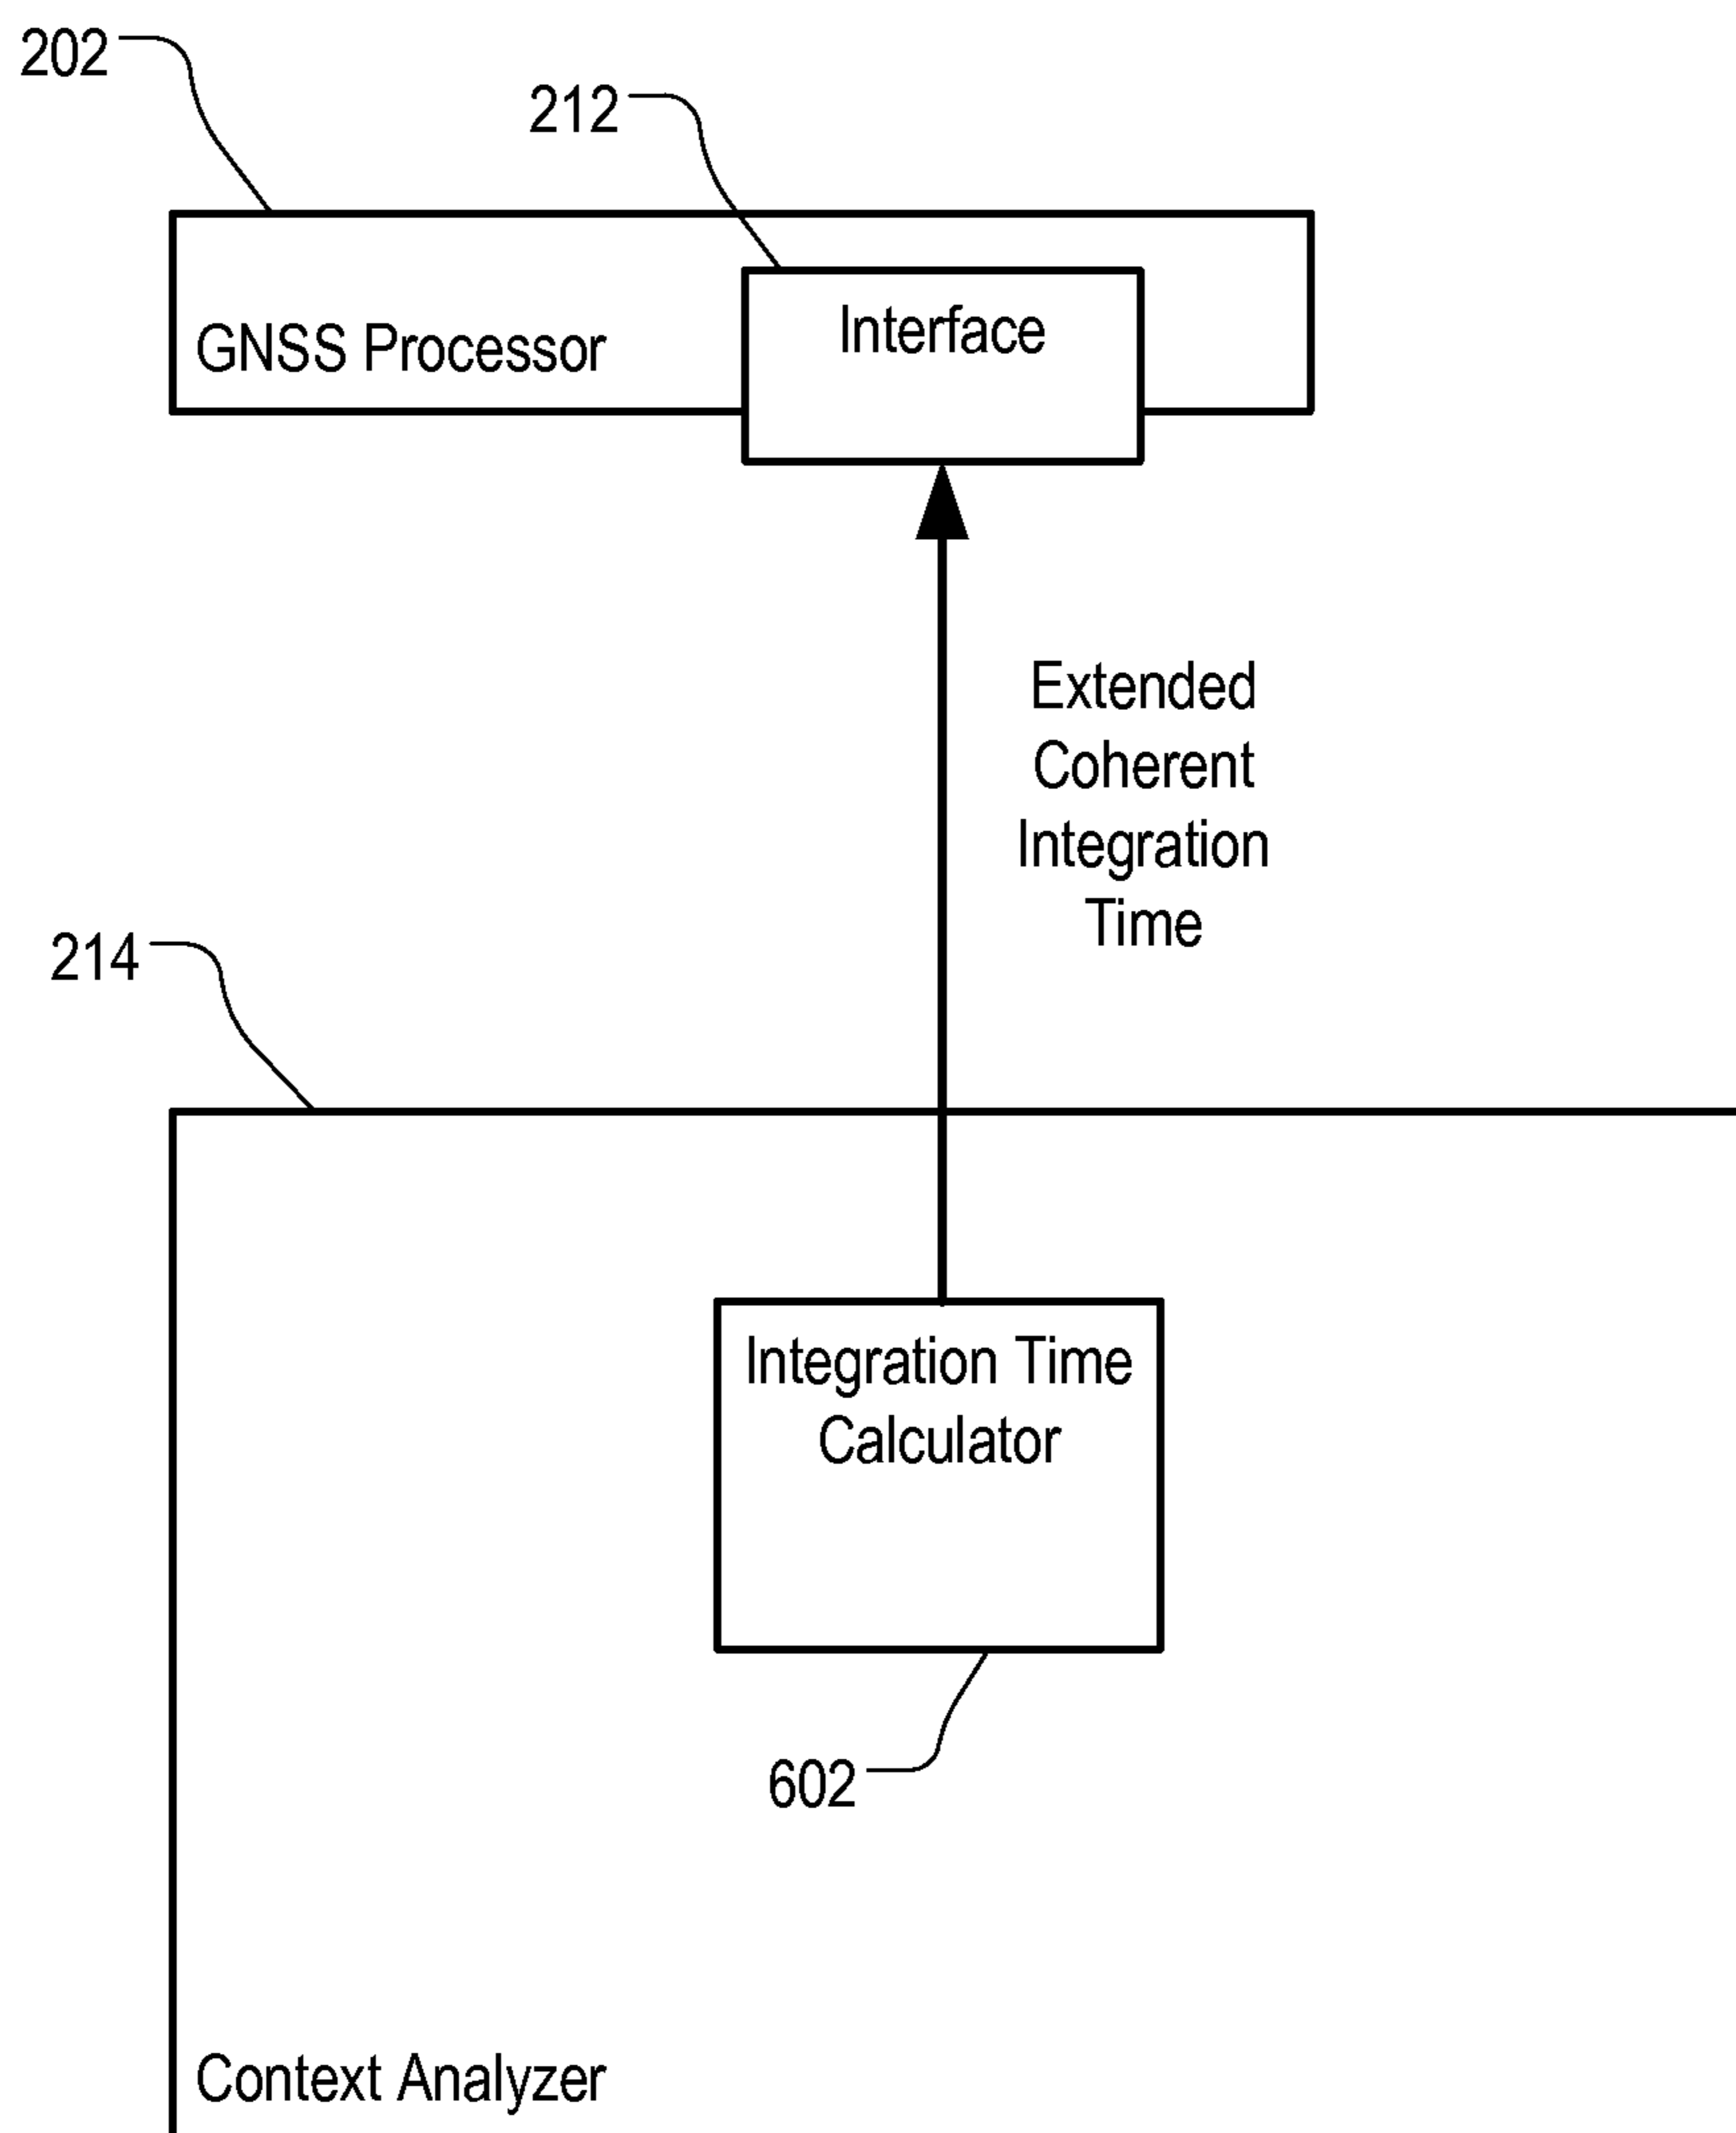 202
212
Interface
GNSS Processor
Extended
Coherent
Integration
Time
214
Integration Time
Calculator
602
Context Analyzer